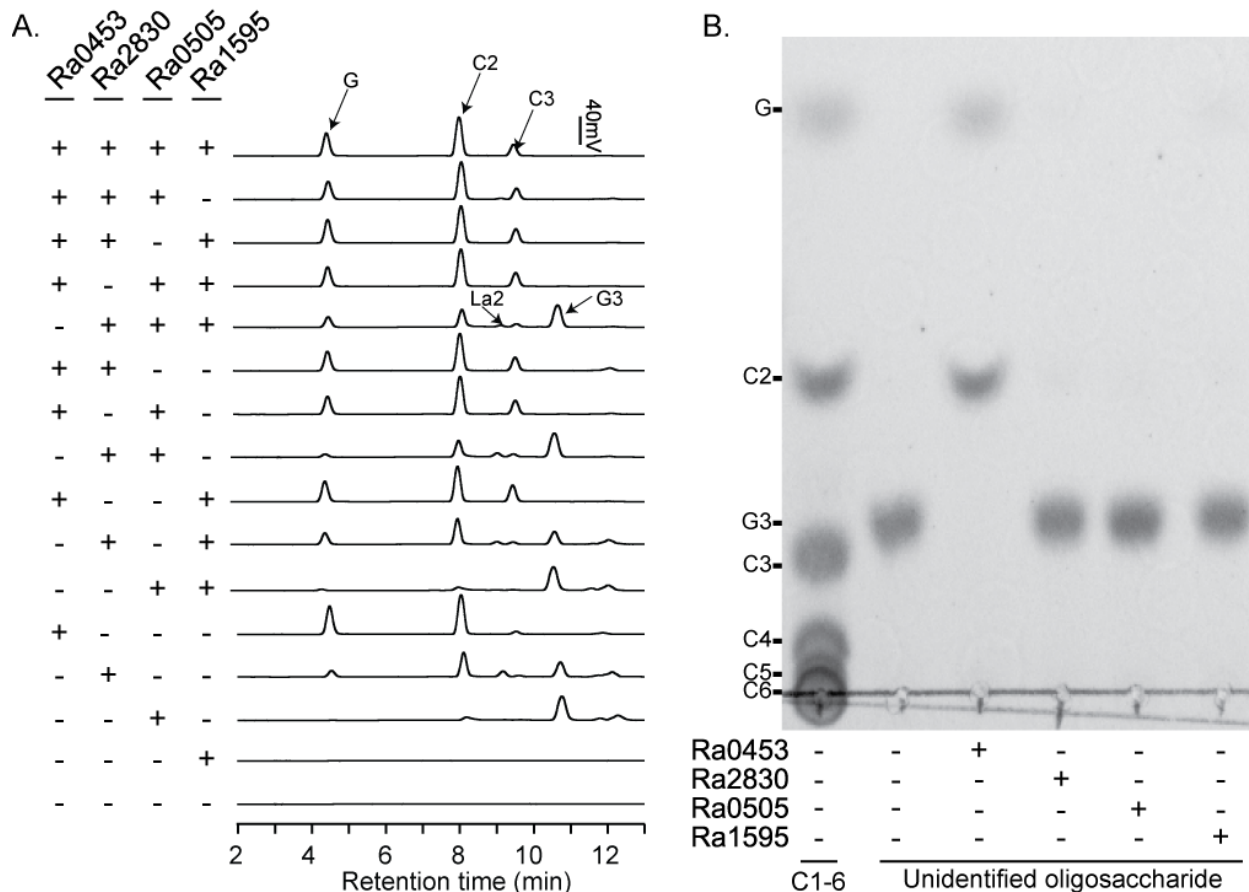 A.
Ra0453 Ra2830 Ra0505 Ra1595
G
C2
C3
40mV
+ + + +
+ + + -
+ + - +
+ - + +
La2
G3
- + + +
+ + - -
+ - + -
- + + -
+ - - +
- + - +
- - + +
+ - - -
- + - -
- - + -
- - - +
- - - -
2 4 6 8 10 12
Retention time (min)
B.
G
C2
G3
C3
C4
C5
C6
Ra0453 - - + - - -
Ra2830 - - - + - -
Ra0505 - - - - + -
Ra1595 - - - - - +
C1-6 Unidentified oligosaccharide